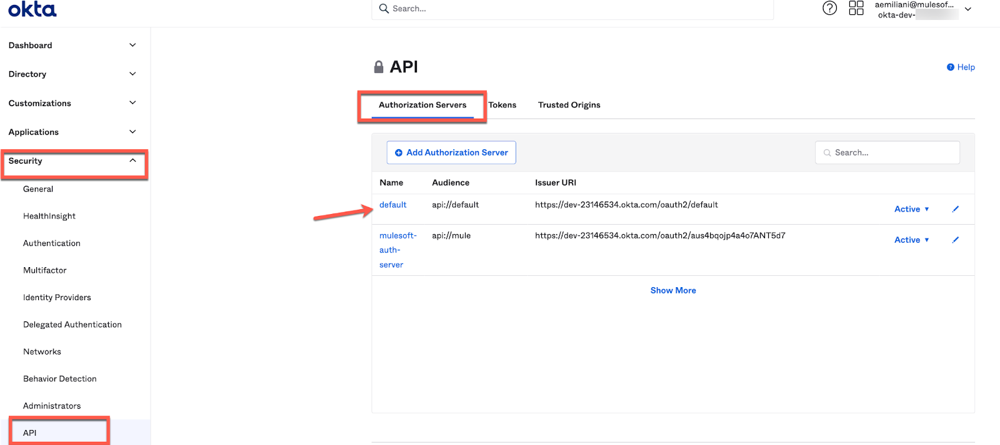 okta
Search...
aemiliani@mulesof...
okta-dev-
Dashboard
Directory
Customizations
Applications
Security
General
HealthInsight
Authentication
Multifactor
Identity Providers
Delegated Authentication
Networks
Behavior Detection
Administrators
API
API
Help
Authorization Servers
Tokens
Trusted Origins
Add Authorization Server
Search...
Name Audience Issuer URI
default api://default https://dev-23146534.okta.com/oauth2/default Active
mulesoft- api://mule https://dev-23146534.okta.com/oauth2/aus4bqojp4a4o7ANT5d7 Active
auth-
server
Show More